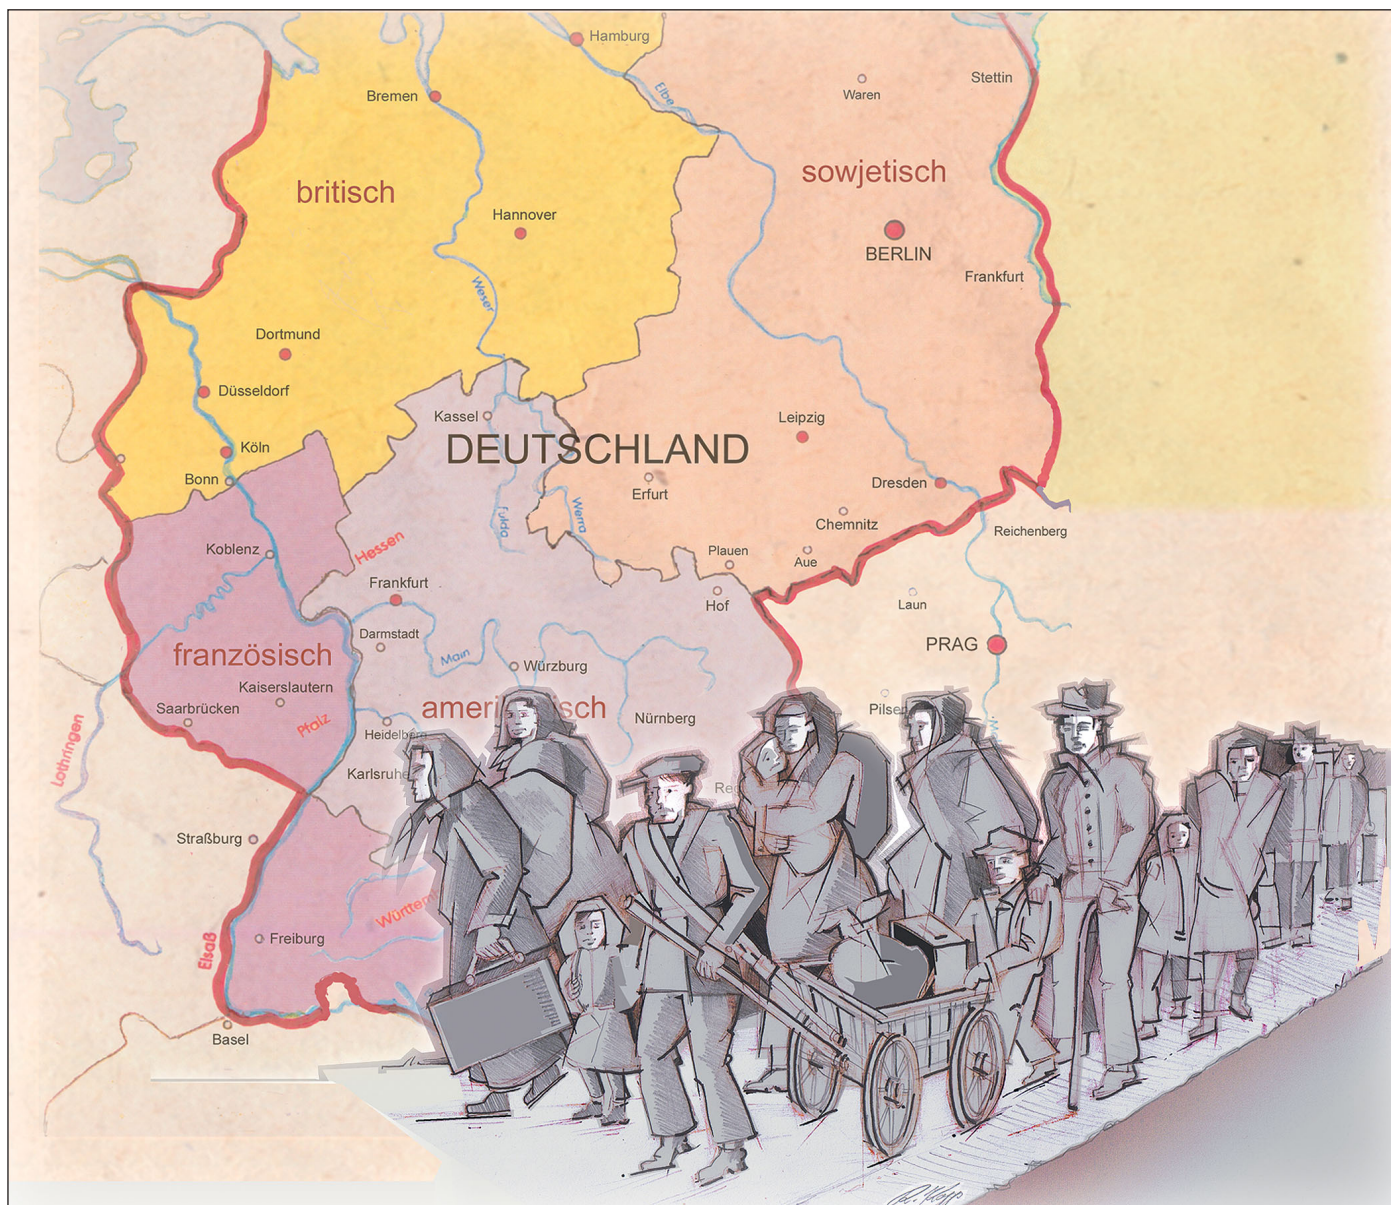 Hamburg
Stettin
Waren
Elbe
Bremen
sowjetisch
britisch
Hannover
BERLIN
Frankfurt
Weser
Dortmund
Düsseldorf
Kassel
Leipzig
DEUTSCHLAND
Köln
Bonn
Dresden
Erfurt
Chemnitz
Fulda
Werra
Reichenberg
Koblenz
Hessen
Plauen
Aue
Frankfurt
Hof
Laun
Darmstadt
französisch
Main
PRAG
Würzburg
Kaiserslautern
Saarbrücken
Pfalz
Nürnberg
Pilsen
Heidelberg
Lothringen
Karlsruhe
Straßburg
Elsaß
Freiburg
Basel